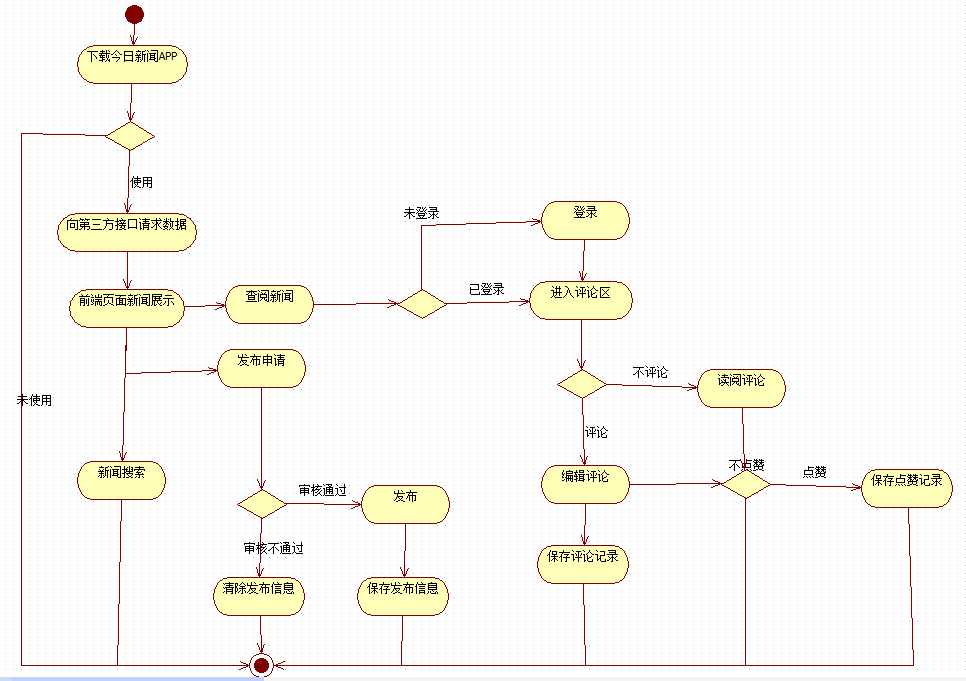 下载今日新闻APP
使用
向第三方接口请求数据
未登录
登录
前端页面新闻展示
查阅新闻
已登录
进入评论区
发布申请
不评论
读阅评论
未使用
评论
新闻搜索
编辑评论
不点赞
点赞
保存点赞记录
审核通过
发布
审核不通过
保存评论记录
清除发布信息
保存发布信息